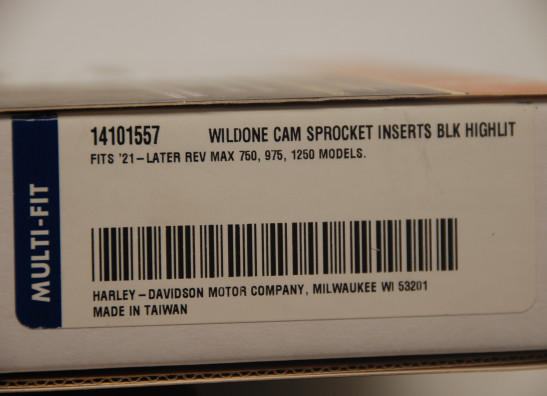 MULTI-FIT
14101557 WILDONE CAM SPROCKET INSERTS BLK HIGHLIT
FITS '21-LATER REV MAX 750, 975, 1250 MODELS.
HARLEY-DAVIDSON MOTOR COMPANY, MILWAUKEE WI 53201
MADE IN TAIWAN